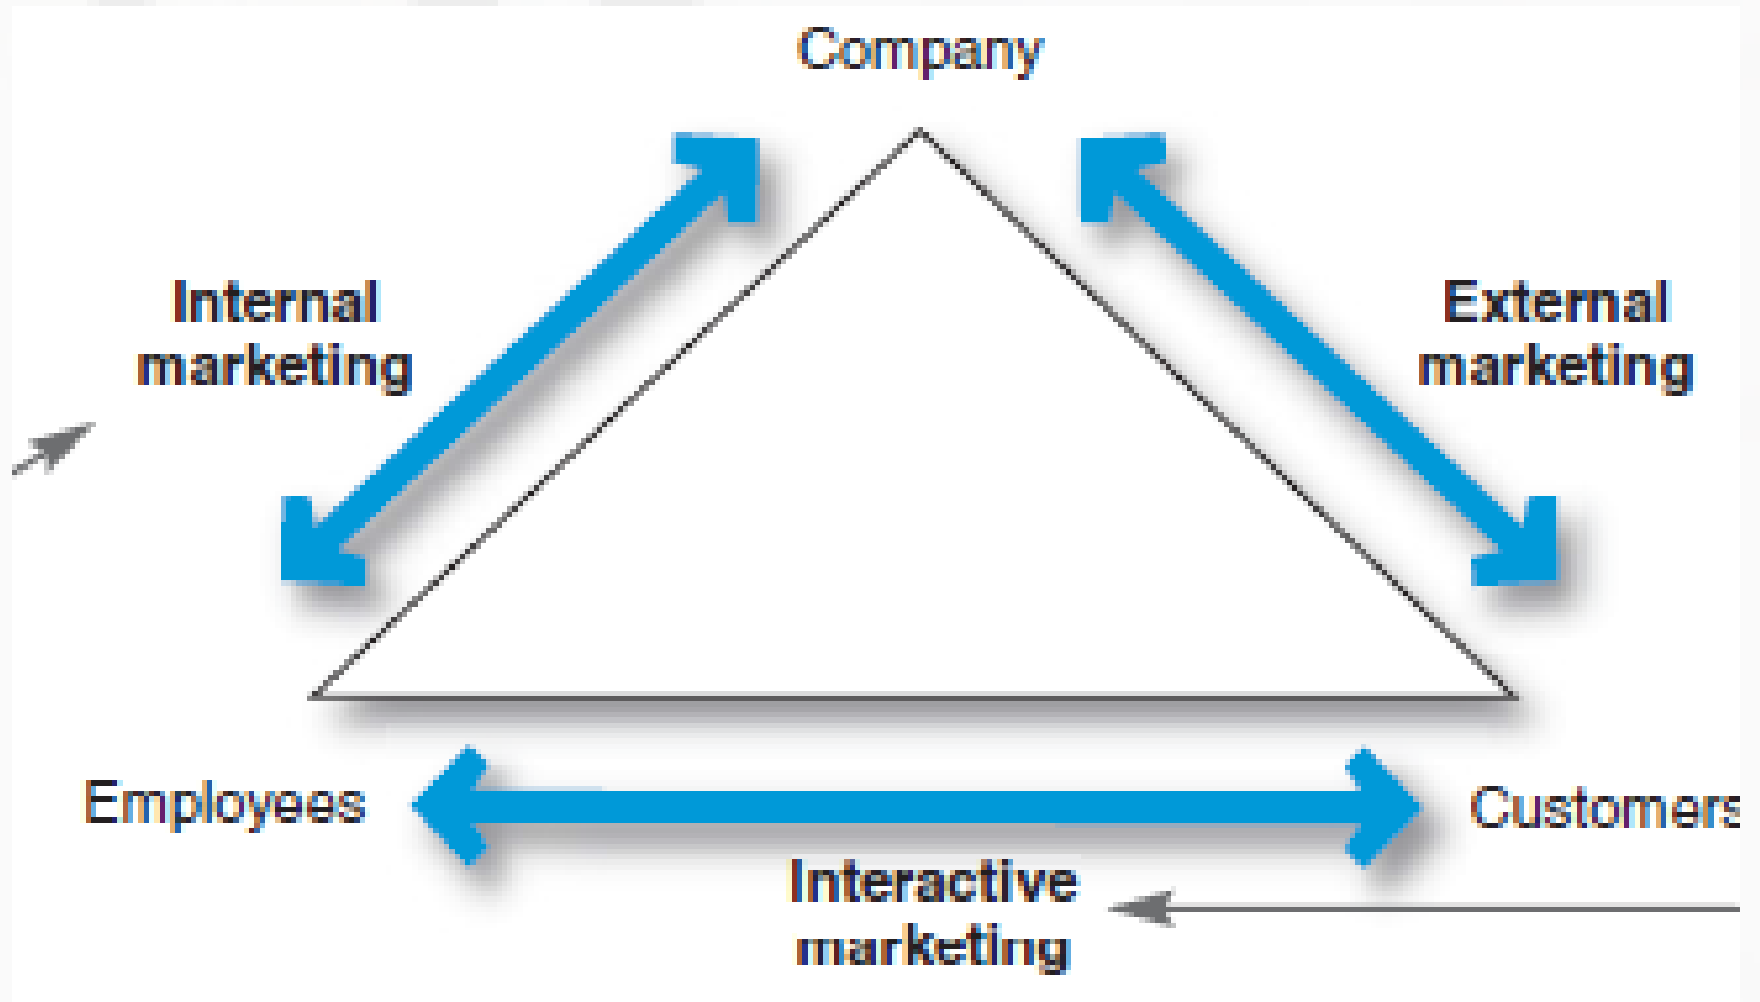 Company
Internal
marketing
External
marketing
Employees
Customers
Interactive
marketing